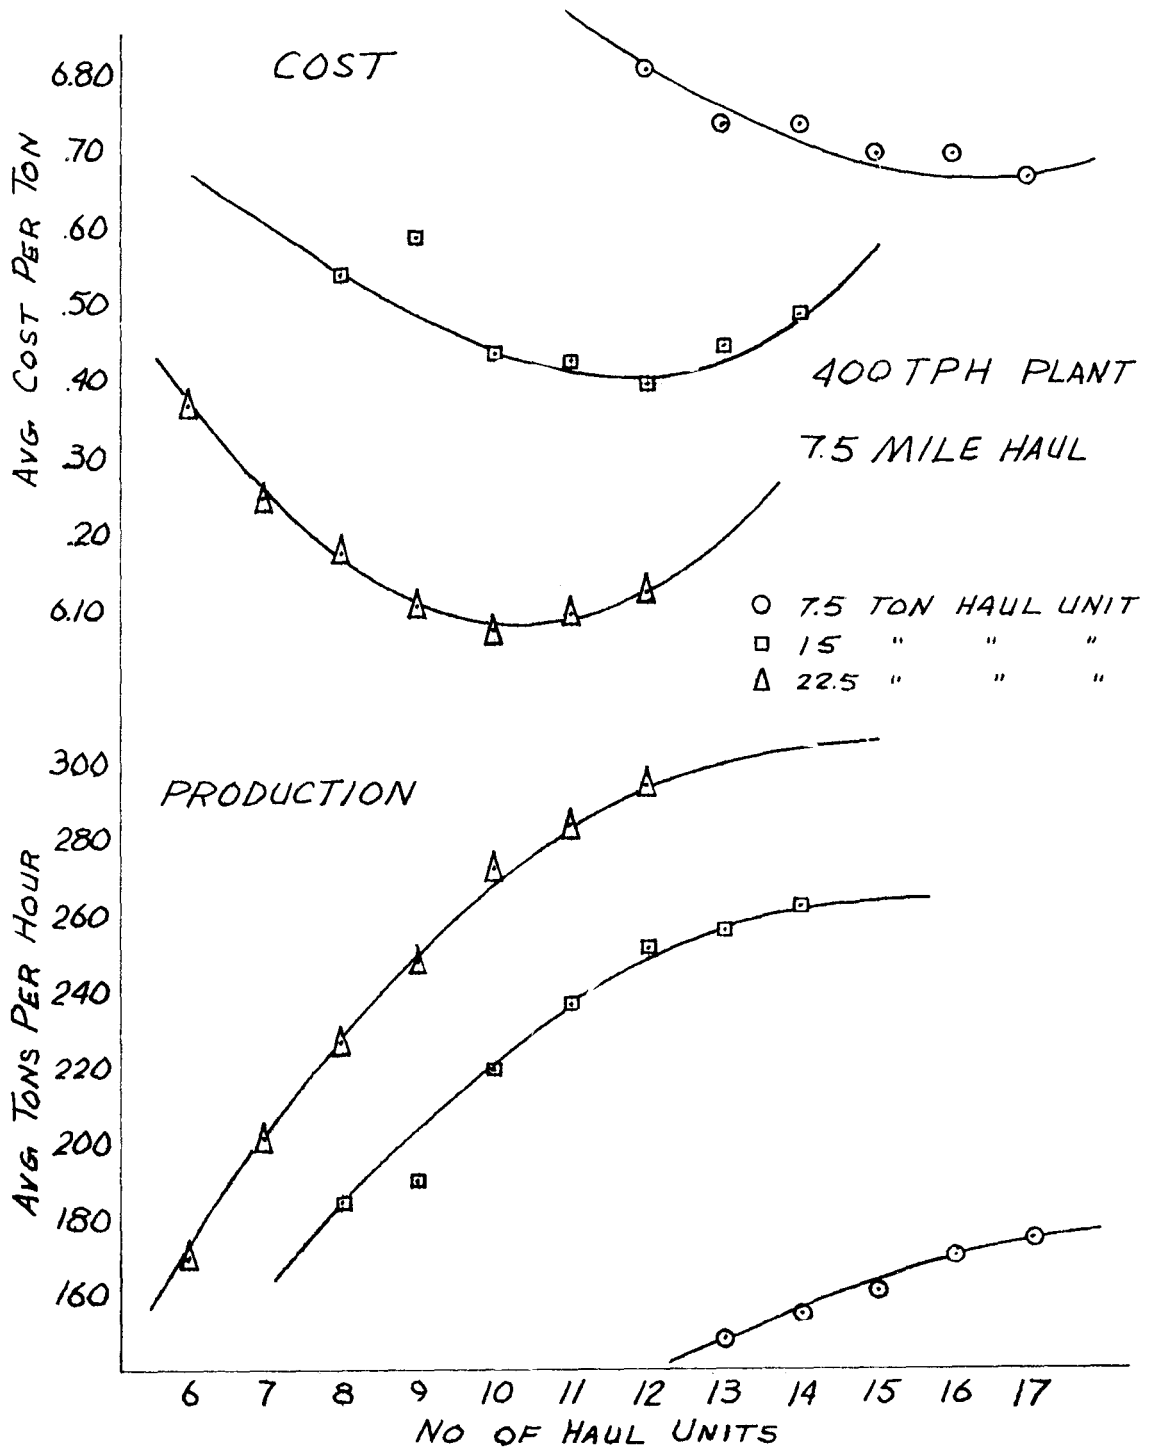 COST
AVG COST PER TON
6.80
.70
.60
.50
.40
.30
.20
6.10
400 TPH PLANT
7.5 MILE HAUL
7.5 TON HAUL UNIT
15 " " "
22.5 " " "
PRODUCTION
AVG TONS PER HOUR
300
280
260
240
220
200
180
160
6 7 8 9 10 11 12 13 14 15 16 17
NO OF HAUL UNITS